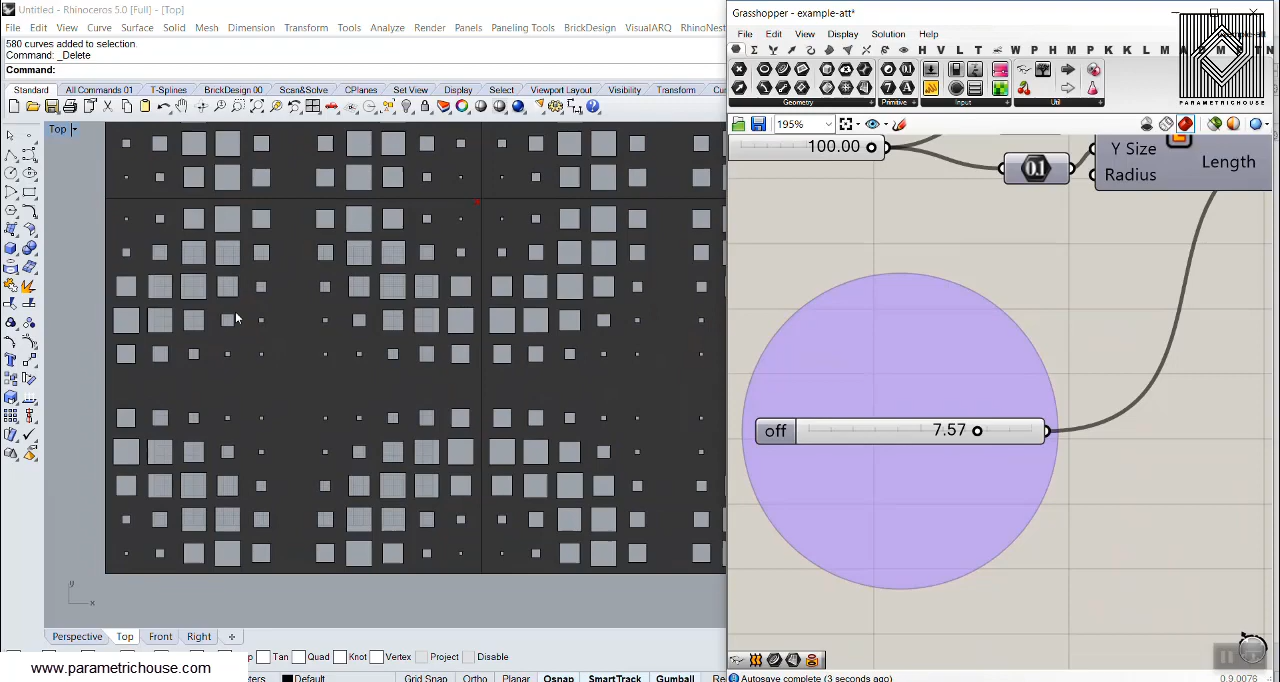 Untitled - Rhinoceros 5.0 [Full] - [Top]
File Edit View Curve Surface Solid Mesh Dimension Transform Tools Analyze Render Panels Paneling Tools BrickDesign VisualARQ RhinoNest
580 curves added to selection.
Command: _Delete
Command:
Standard All Commands 01 T-Splines BrickDesign 00 Scan&Solve CPlanes Set View Display Select Viewport Layout Visibility Transform
Top
y
x
Perspective Top Front Right
Tan Quad Knot Vertex Project Disable
www.parametrichouse.com
Default Grid Snap Ortho Planar Osnap SmartTrack Gumball
Grasshopper - example-att*
File Edit View Display Solution Help
H V L T W P H M P K K L M
PARAMETRICHOUSE
Geometry Primitive Input Util
195%
100.00
0.1
Y Size
Radius
Length
off 7.57
Autosave complete (3 seconds ago)
0.9.0076